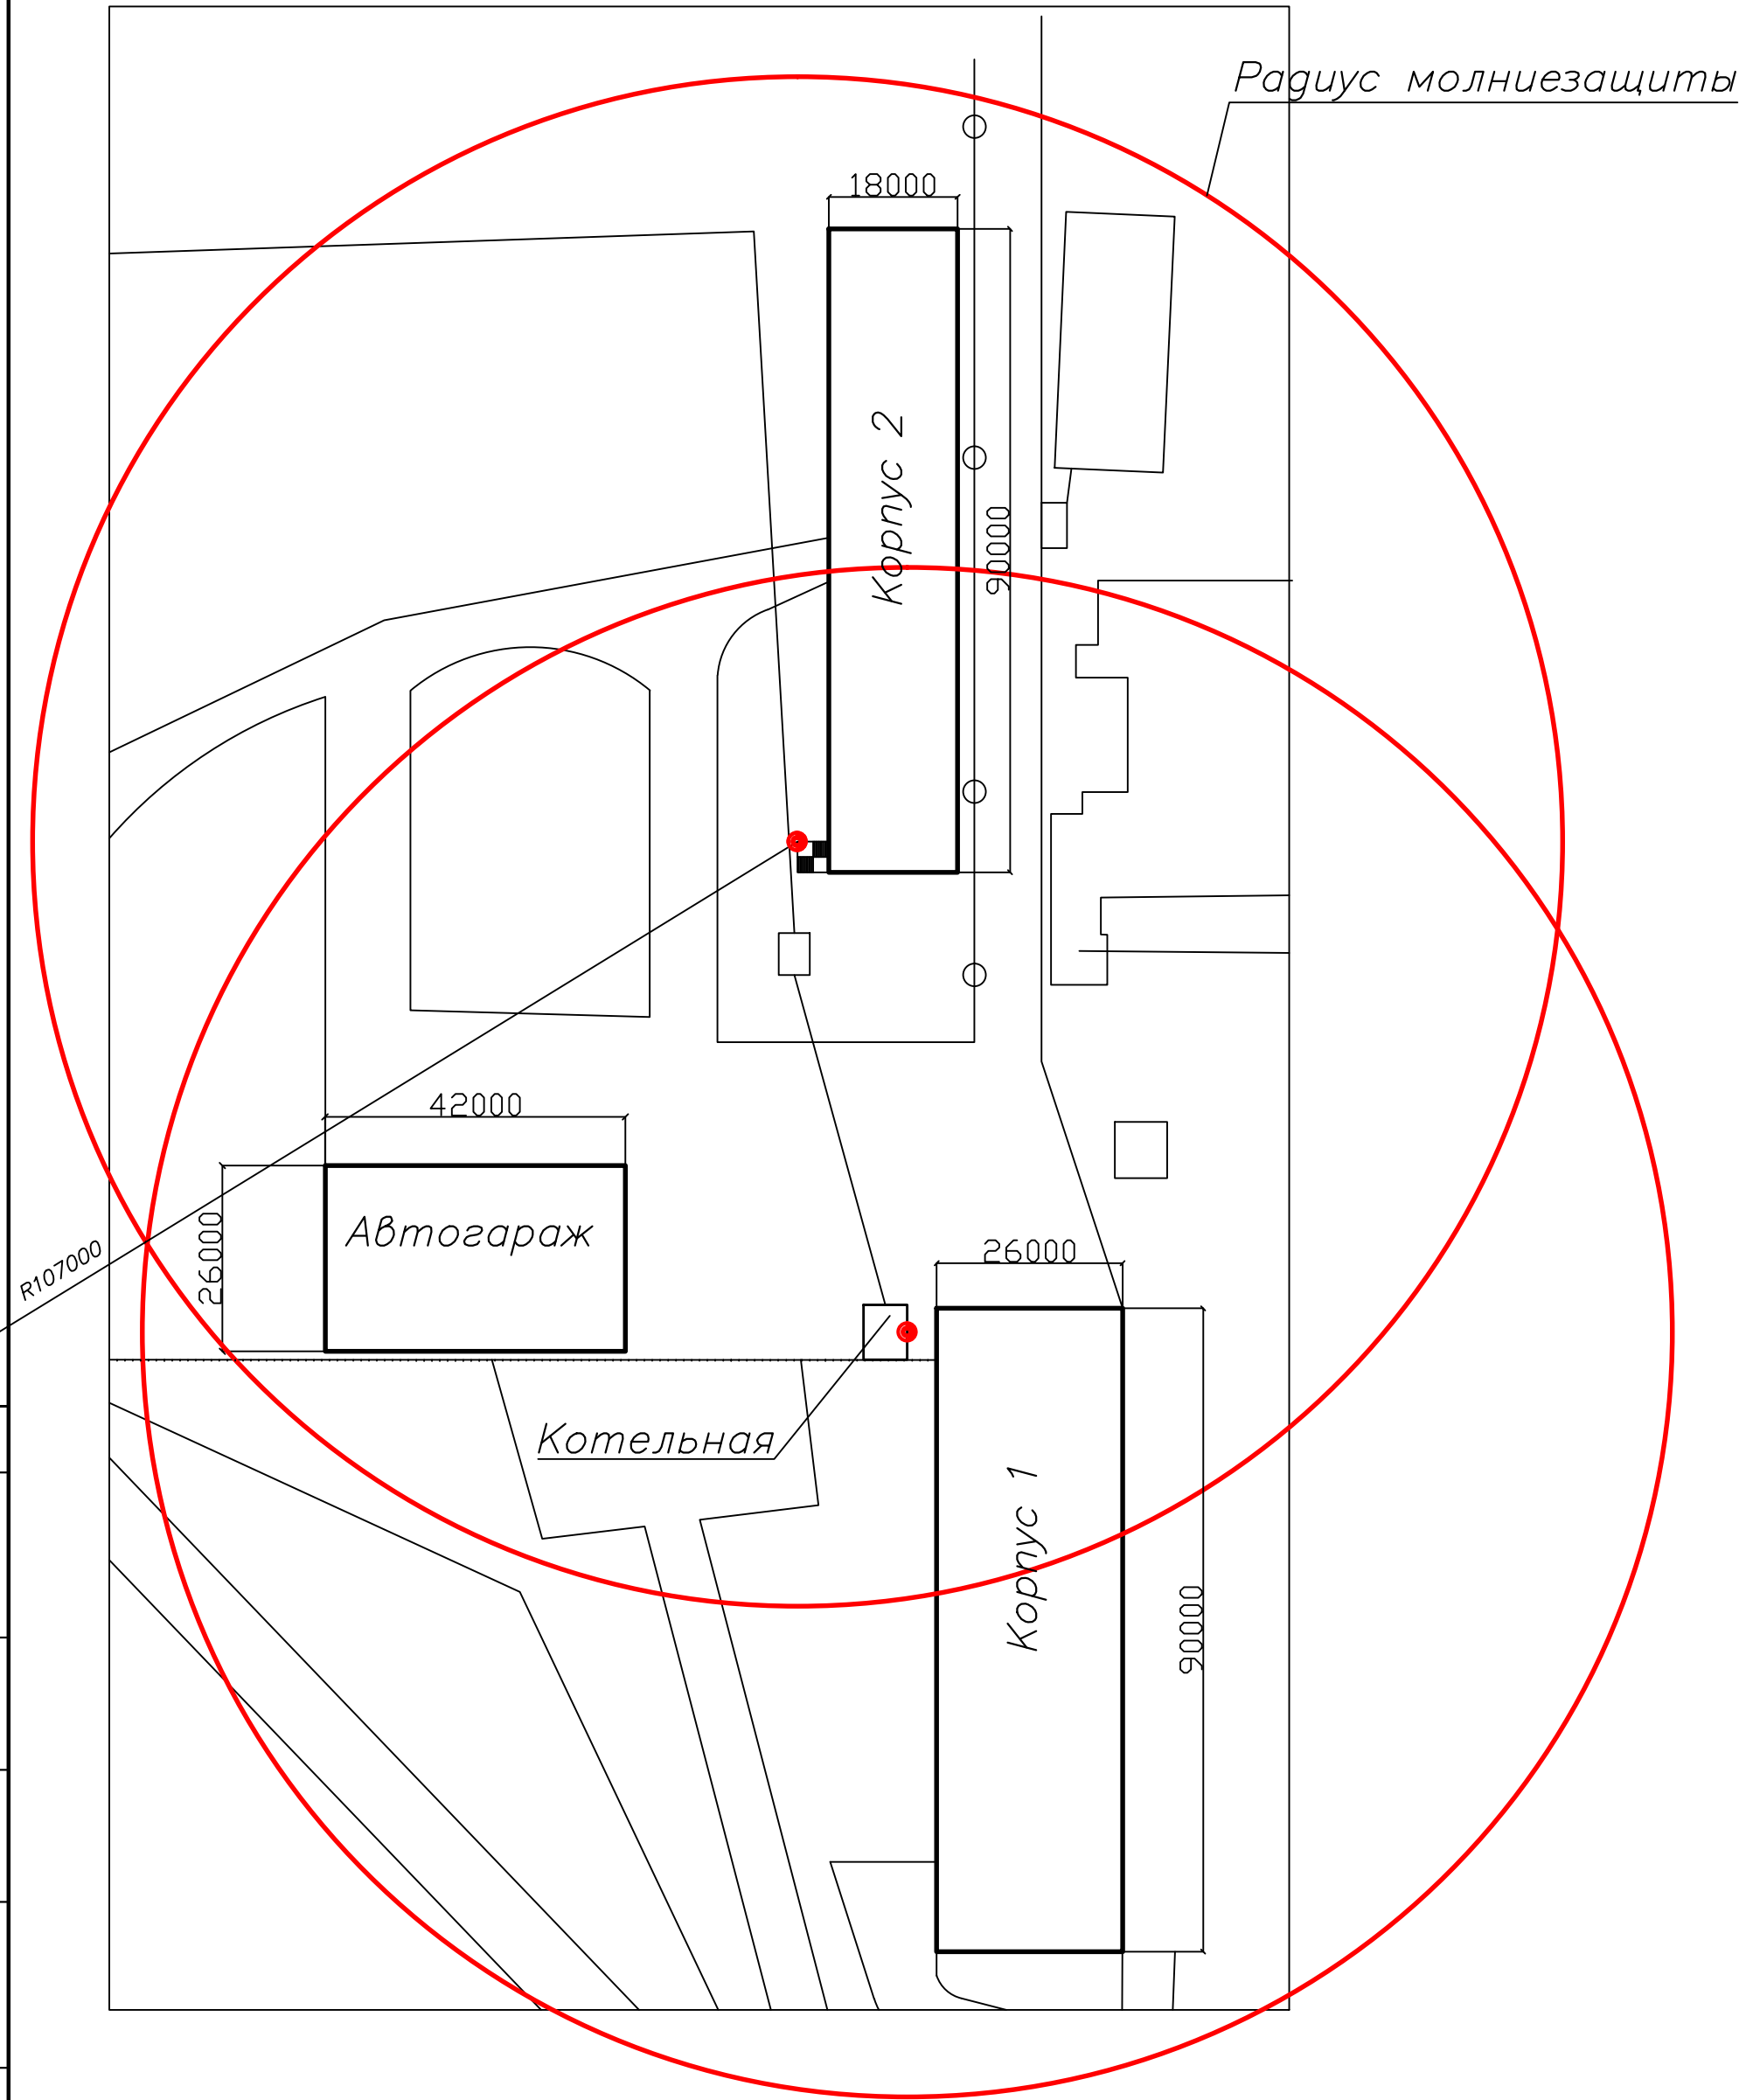 Радиус молниезащиты
18000
Корпус 2
90000
42000
Автогараж
26000
R107000
26000
Котельная
Корпус 1
90000